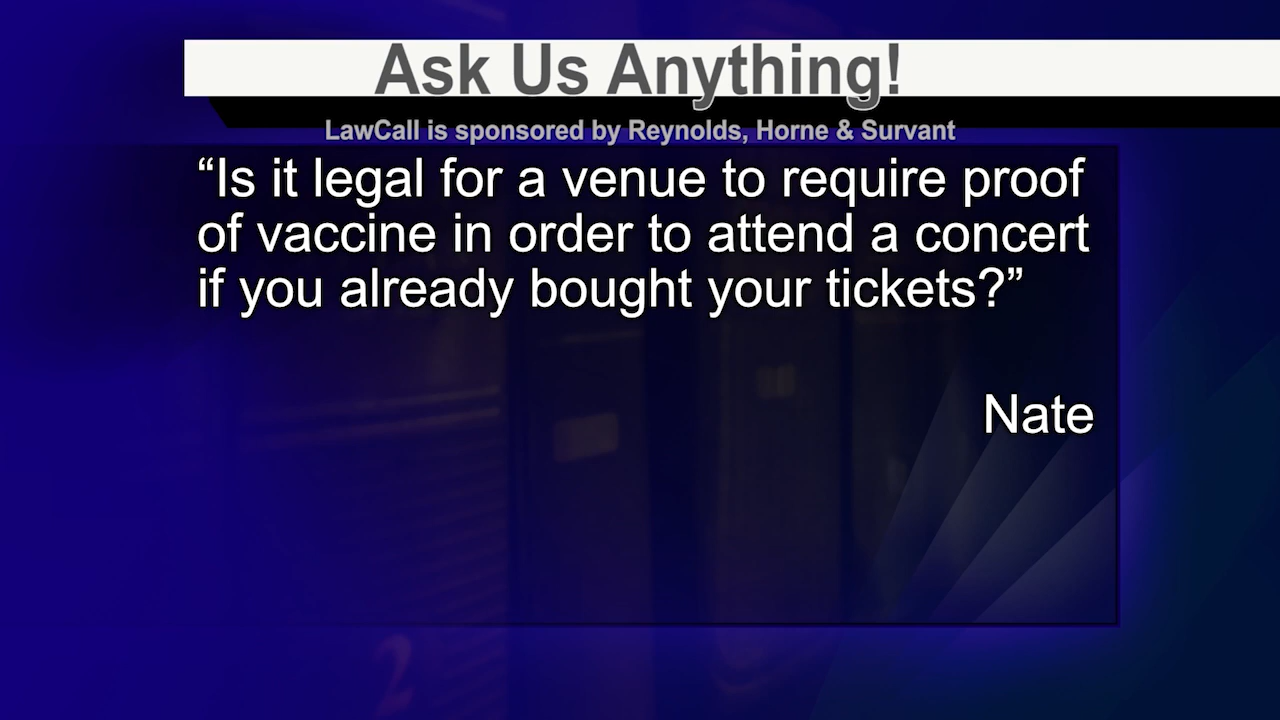 Ask Us Anything!
LawCall is sponsored by Reynolds, Horne & Survant
“Is it legal for a venue to require proof
of vaccine in order to attend a concert
if you already bought your tickets?”
Nate
2